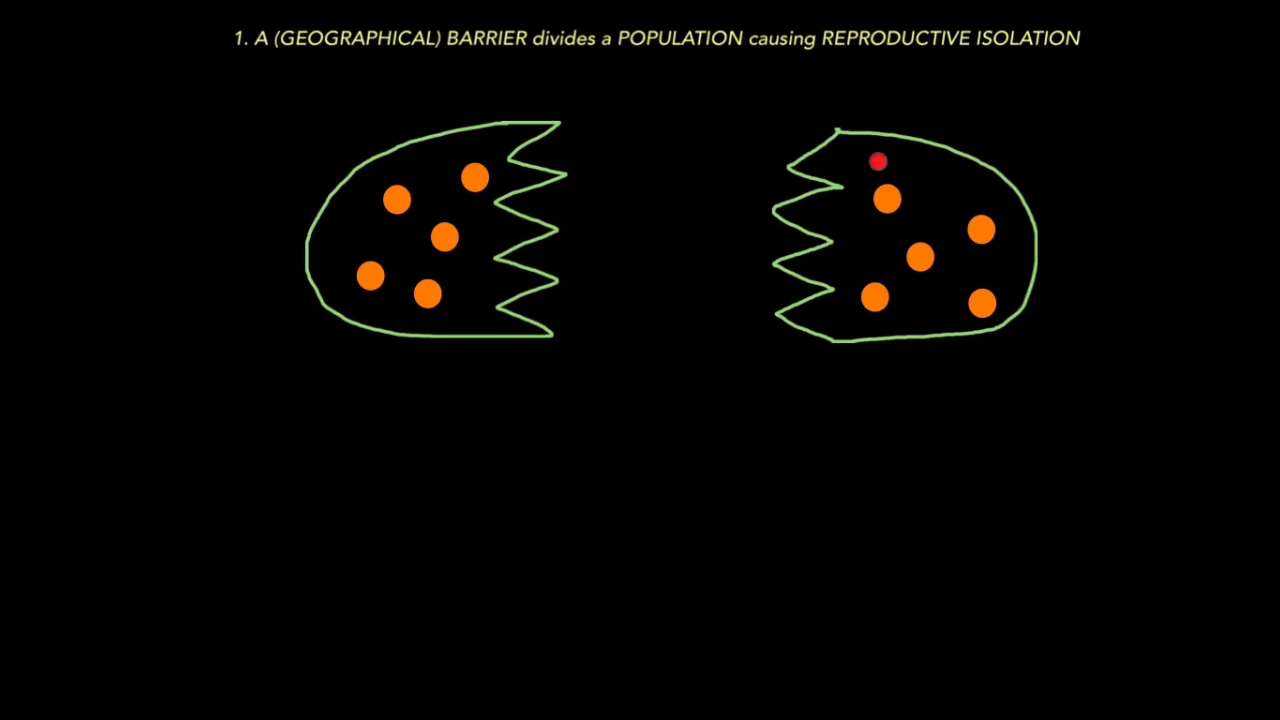 1. A (GEOGRAPHICAL) BARRIER divides a POPULATION causing REPRODUCTIVE ISOLATION